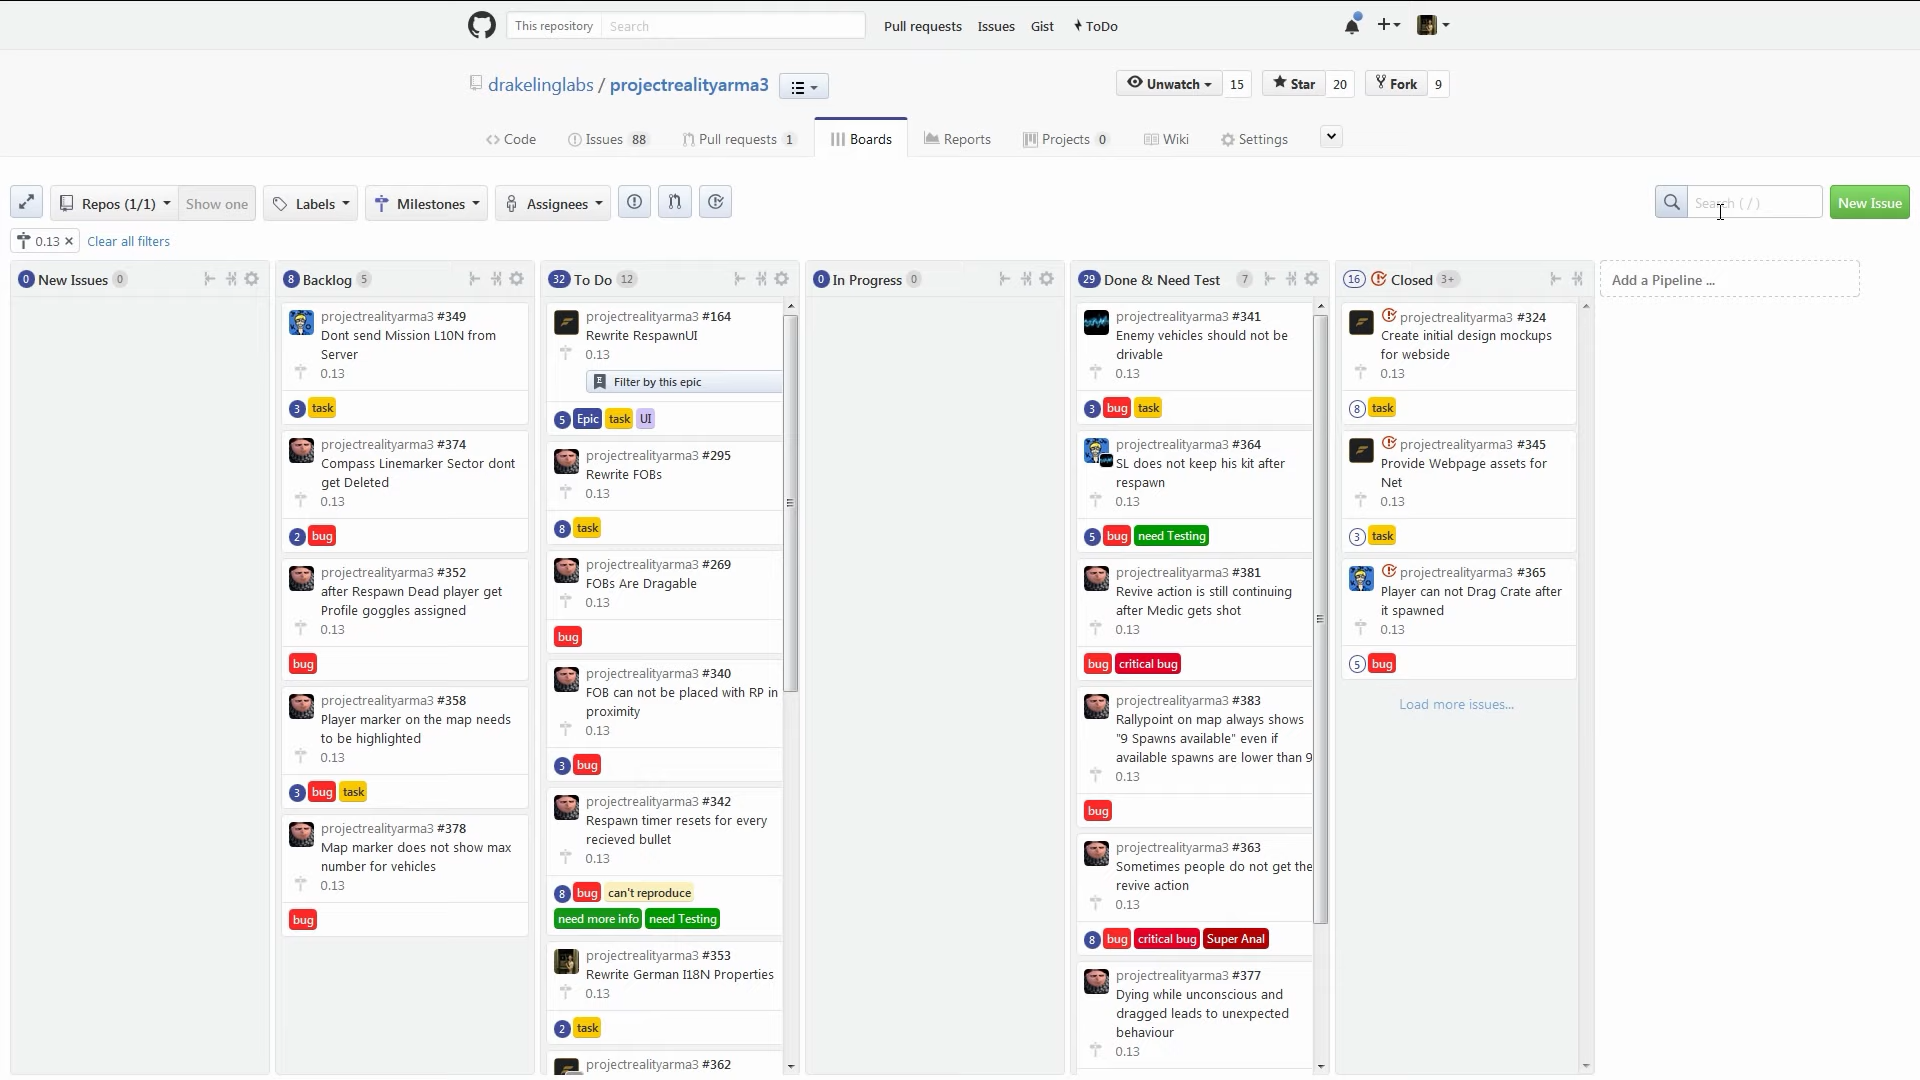 This repository Search Pull requests Issues Gist ToDo
drakelinglabs / projectrealityarma3 Unwatch 15 Star 20 Fork 9
Code Issues 88 Pull requests 1 Boards Reports Projects 0 Wiki Settings
Repos (1/1) Show one Labels Milestones Assignees Search ( / ) New Issue
0.13 × Clear all filters
0 New Issues 0
8 Backlog 5
projectrealityarma3 #349
Dont send Mission L10N from
Server
0.13
3 task
projectrealityarma3 #374
Compass Linemarker Sector dont
get Deleted
0.13
2 bug
projectrealityarma3 #352
after Respawn Dead player get
Profile goggles assigned
0.13
bug
projectrealityarma3 #358
Player marker on the map needs
to be highlighted
0.13
3 bug task
projectrealityarma3 #378
Map marker does not show max
number for vehicles
0.13
bug
32 To Do 12
projectrealityarma3 #164
Rewrite RespawnUI
0.13
Filter by this epic
5 Epic task UI
projectrealityarma3 #295
Rewrite FOBs
0.13
8 task
projectrealityarma3 #269
FOBs Are Dragable
0.13
bug
projectrealityarma3 #340
FOB can not be placed with RP in
proximity
0.13
3 bug
projectrealityarma3 #342
Respawn timer resets for every
recieved bullet
0.13
8 bug can't reproduce
need more info need Testing
projectrealityarma3 #353
Rewrite German I18N Properties
0.13
2 task
projectrealityarma3 #362
0 In Progress 0
29 Done & Need Test 7
projectrealityarma3 #341
Enemy vehicles should not be
drivable
0.13
3 bug task
projectrealityarma3 #364
SL does not keep his kit after
respawn
0.13
5 bug need Testing
projectrealityarma3 #381
Revive action is still continuing
after Medic gets shot
0.13
bug critical bug
projectrealityarma3 #383
Rallypoint on map always shows
"9 Spawns available" even if
available spawns are lower than 9
0.13
bug
projectrealityarma3 #363
Sometimes people do not get the
revive action
0.13
8 bug critical bug Super Anal
projectrealityarma3 #377
Dying while unconscious and
dragged leads to unexpected
behaviour
0.13
16 Closed 3+
projectrealityarma3 #324
Create initial design mockups
for webside
0.13
8 task
projectrealityarma3 #345
Provide Webpage assets for
Net
0.13
3 task
projectrealityarma3 #365
Player can not Drag Crate after
it spawned
0.13
5 bug
Load more issues...
Add a Pipeline ...